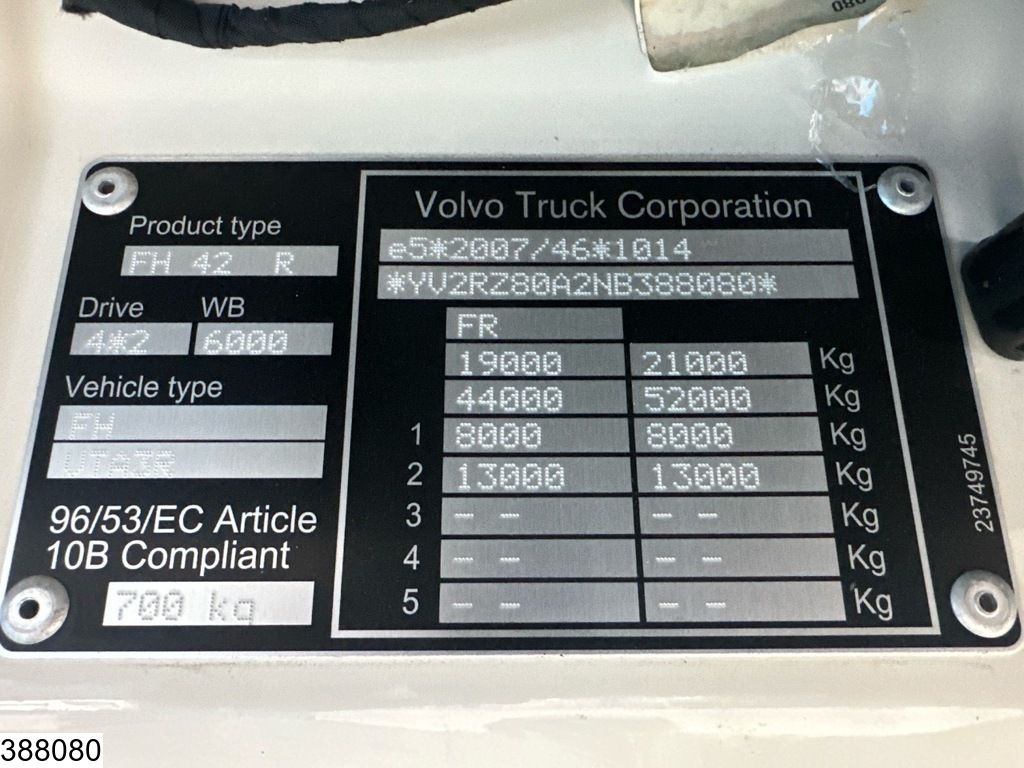 080
Product type
FH 42 R
Drive WB
4*2 6000
Vehicle type
FH
UTA3R
96/53/EC Article
10B Compliant
700 kg
Volvo Truck Corporation
e5*2007/46*1014
*YV2RZ80A2NB388080*
FR
19000 21000 Kg
44000 52000 Kg
1 8000 8000 Kg
2 13000 13000 Kg
3 – – – – Kg
4 – – – – Kg
5 – – – – Kg
23749745
388080